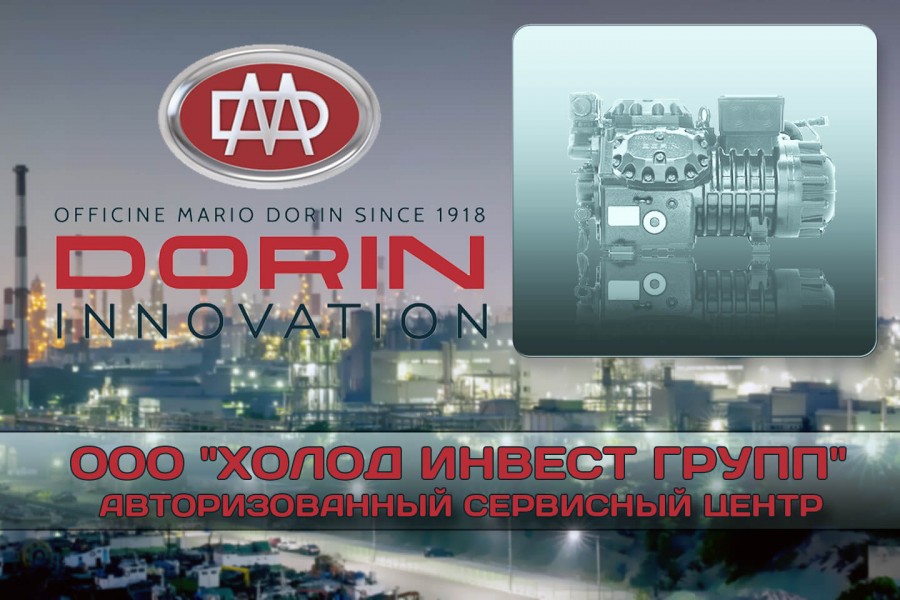 OFFICINE MARIO DORIN SINCE 1918
DORIN
INNOVATION
ООО "ХОЛОД ИНВЕСТ ГРУПП"
АВТОРИЗОВАННЫЙ СЕРВИСНЫЙ ЦЕНТР